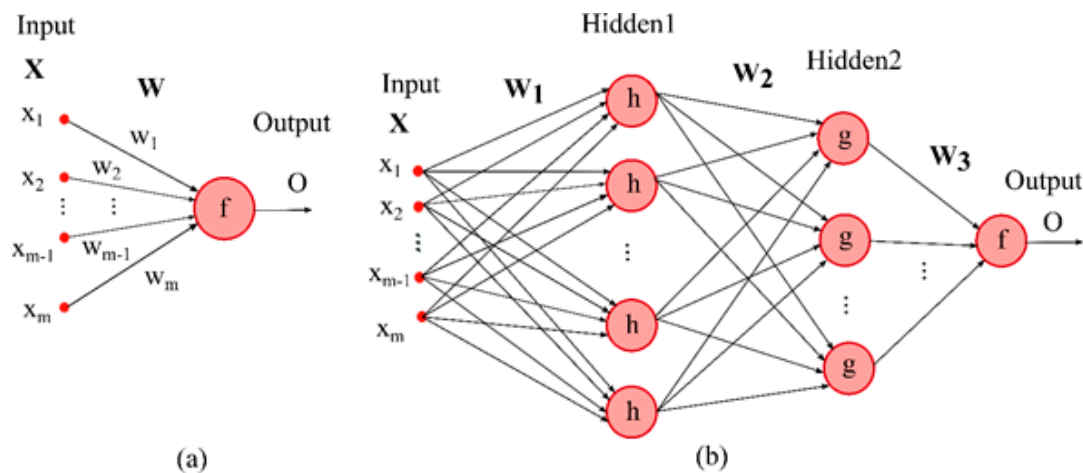 Input
X
W
x1
w1
Output
x2
w2
O
...
...
f
xm-1
wm-1
wm
xm
(a)
Hidden1
Input
W1
W2
Hidden2
X
h
g
x1
h
W3
x2
Output
...
...
g
f
O
xm-1
...
...
xm
h
g
h
(b)